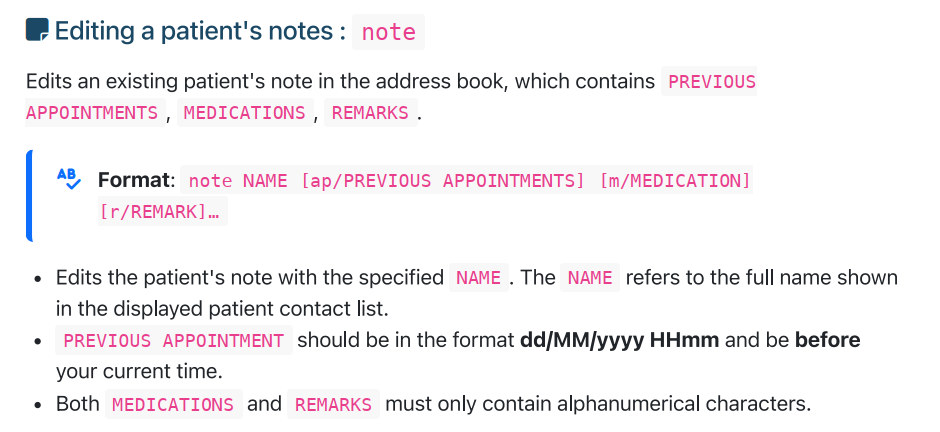 Editing a patient's notes : note
Edits an existing patient's note in the address book, which contains PREVIOUS
APPOINTMENTS , MEDICATIONS , REMARKS .
AB Format: note NAME [ap/PREVIOUS APPOINTMENTS] [m/MEDICATION]
[r/REMARK]…
• Edits the patient's note with the specified NAME . The NAME refers to the full name shown
in the displayed patient contact list.
• PREVIOUS APPOINTMENT should be in the format dd/MM/yyyy HHmm and be before
your current time.
• Both MEDICATIONS and REMARKS must only contain alphanumerical characters.